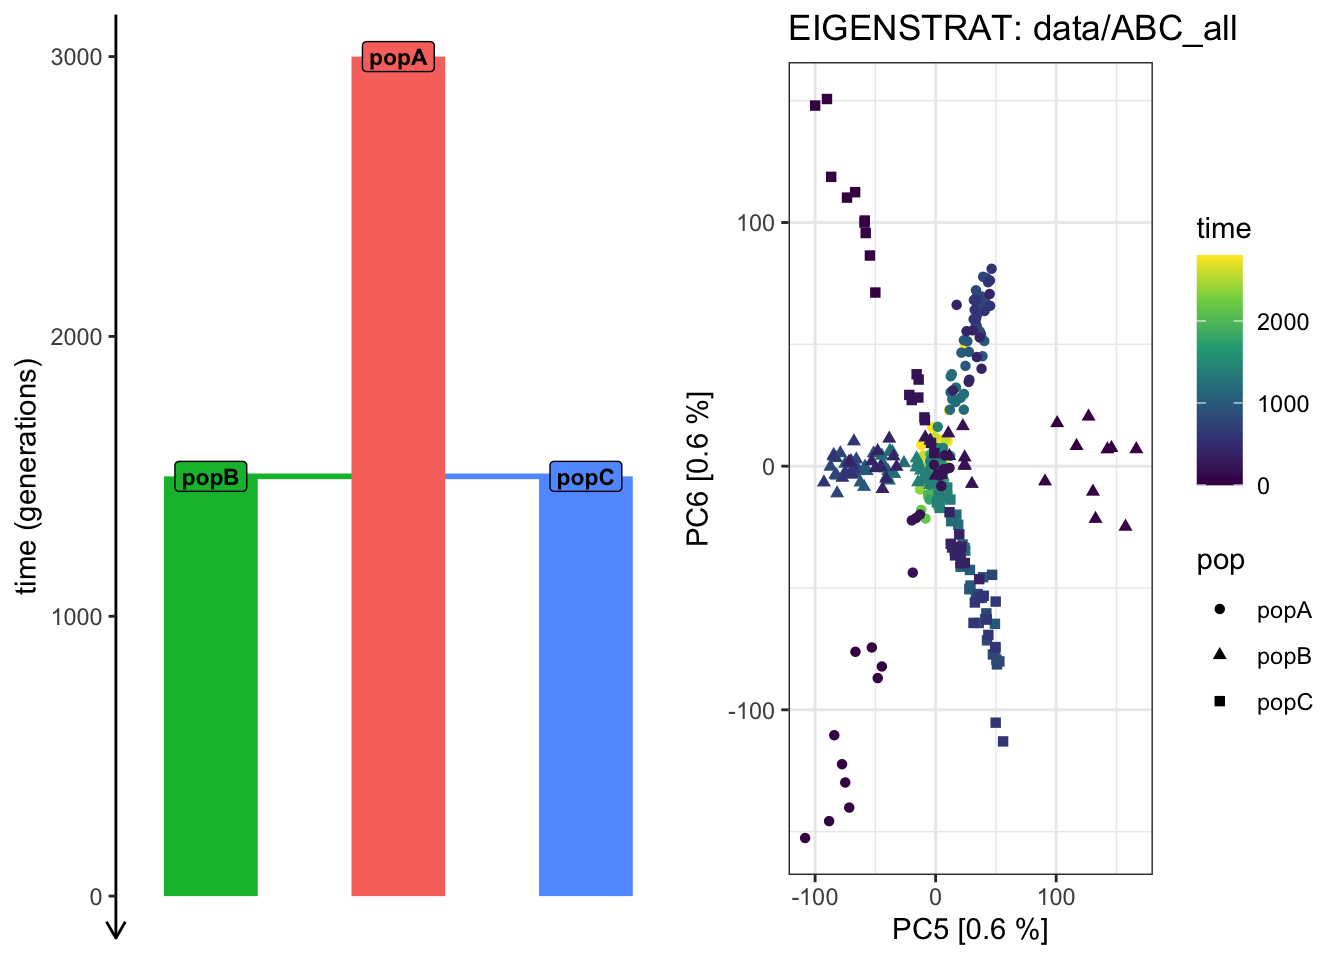 time (generations)
3000
2000
1000
0
popA
popB
popC
EIGENSTRAT: data/ABC_all
PC6 [0.6 %]
100
0
-100
-100
0
100
PC5 [0.6 %]
time
2000
1000
0
pop
popA
popB
popC